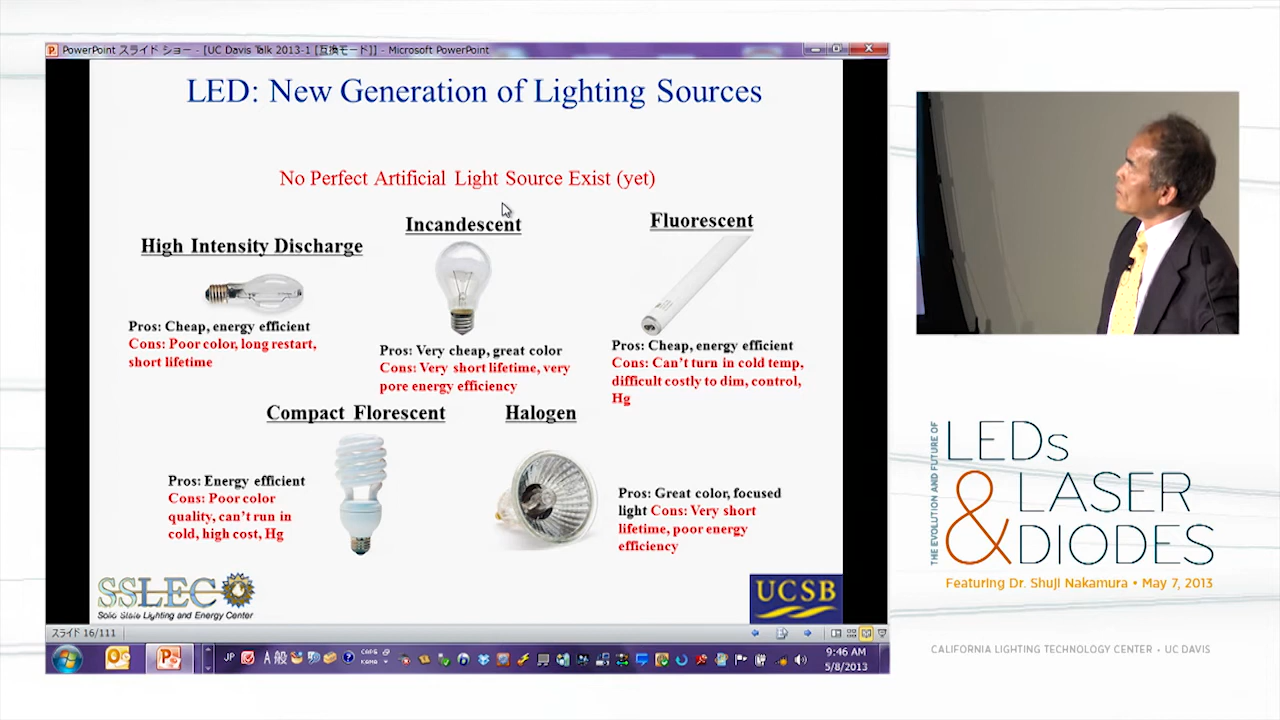 PowerPoint スライド ショー - [UC Davis Talk 2013-1 [互換モード]] - Microsoft PowerPoint
LED: New Generation of Lighting Sources
No Perfect Artificial Light Source Exist (yet)
High Intensity Discharge
Pros: Cheap, energy efficient
Cons: Poor color, long restart,
short lifetime
Incandescent
Pros: Very cheap, great color
Cons: Very short lifetime, very
pore energy efficiency
Fluorescent
Pros: Cheap, energy efficient
Cons: Can't turn in cold temp,
difficult costly to dim, control,
Hg
Compact Florescent
Pros: Energy efficient
Cons: Poor color
quality, can't run in
cold, high cost, Hg
Halogen
Pros: Great color, focused
light Cons: Very short
lifetime, poor energy
efficiency
SSLEC
Solid State Lighting and Energy Center
UCSB
スライド 16/111
JP
A 般
CAPS
KANA
9:46 AM
5/8/2013
THE EVOLUTION AND FUTURE OF
LEDs
& LASER
DIODES
Featuring Dr. Shuji Nakamura • May 7, 2013
CALIFORNIA LIGHTING TECHNOLOGY CENTER • UC DAVIS